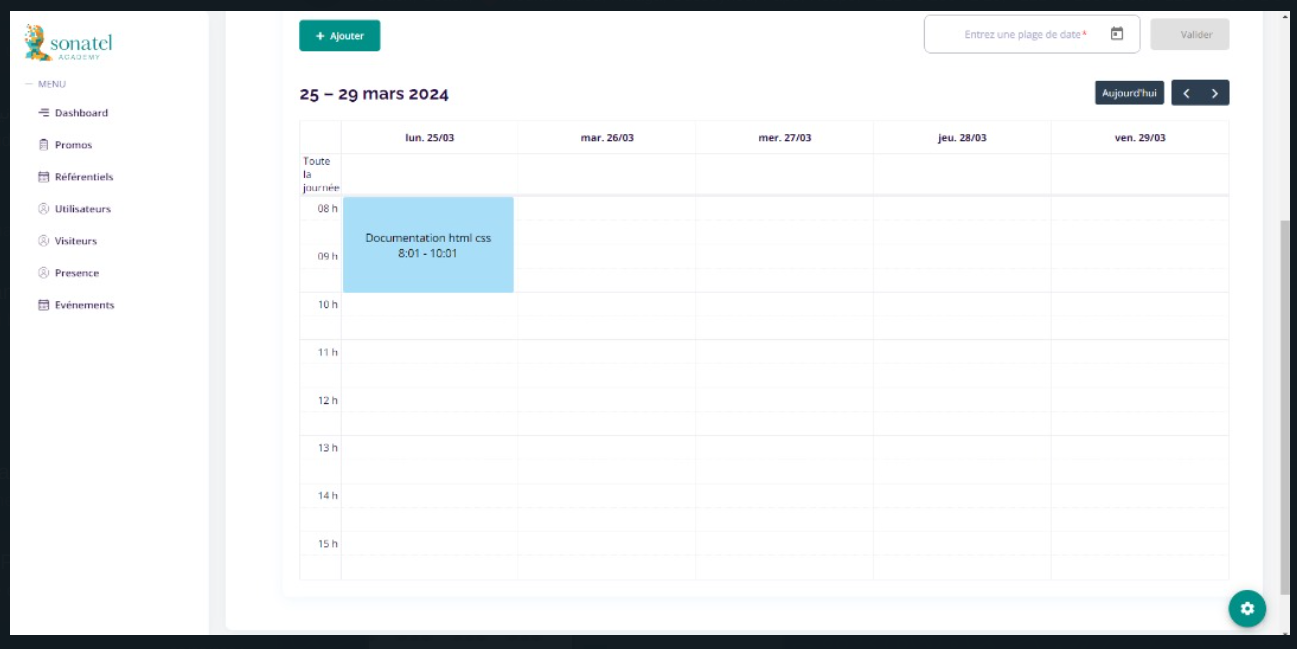 sonatel
ACADEMY
MENU
Dashboard
Promos
Référentiels
Utilisateurs
Visiteurs
Presence
Evénements
+ Ajouter
Entrez une plage de date*
Valider
25 – 29 mars 2024
Aujourd'hui
lun. 25/03 mar. 26/03 mer. 27/03 jeu. 28/03 ven. 29/03
Toute
la
journée
08 h
Documentation html css
8:01 - 10:01
09 h
10 h
11 h
12 h
13 h
14 h
15 h